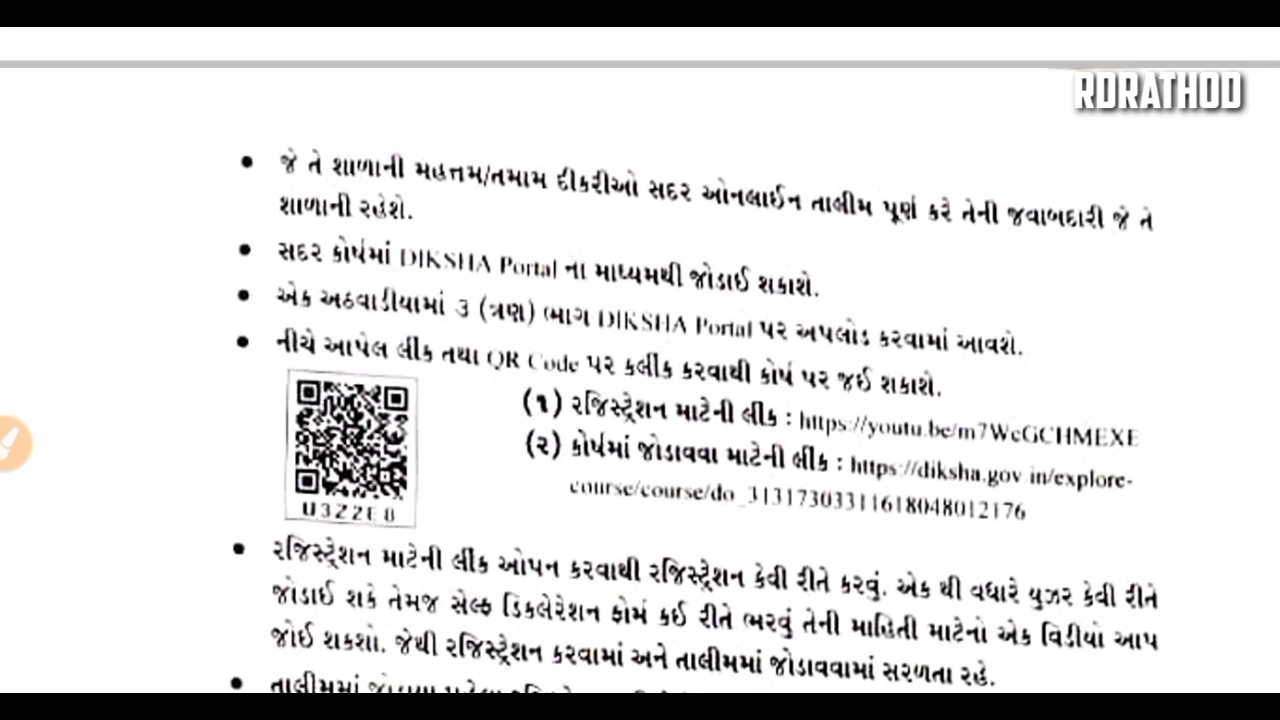 RDRATHOD
• જે તે શાળાની મહત્તમ/તમામ દીકરીઓ સદર ઓનલાઈન તાલીમ પૂર્ણ કરે તેની જવાબદારી જે તે
શાળાની રહેશે.
• સદર કોર્ષમાં DIKSHA Portal ના માધ્યમથી જોડાઈ શકાશે.
• એક અઠવાડીયામાં ૩ (ત્રણ) ભાગ DIKSHA Portal પર અપલોડ કરવામાં આવશે.
• નીચે આપેલ લીંક તથા QR Code પર કલીંક કરવાથી કોર્ષ પર જઈ શકાશે.
(૧) રજિસ્ટ્રેશન માટેની લીંક : https://youtu.be/m7WeGCHMEXE
(૨) કોર્ષમાં જોડાવવા માટેની લીંક : https://diksha.gov.in/explore-
course/course/do_31317303311618048012176
U3Z2E8
• રજિસ્ટ્રેશન માટેની લીંક ઓપન કરવાથી રજિસ્ટ્રેશન કેવી રીતે કરવું. એક થી વધારે યુઝર કેવી રીતે
જોડાઈ શકે તેમજ સેલ્ફ ડિકલેરેશન ફોર્મ કઈ રીતે ભરવું તેની માહિતી માટેનો એક વિડીયો આપ
જોઈ શકશો. જેથી રજિસ્ટ્રેશન કરવામાં અને તાલીમમાં જોડાવવામાં સરળતા રહે.
• તાલીમમાં